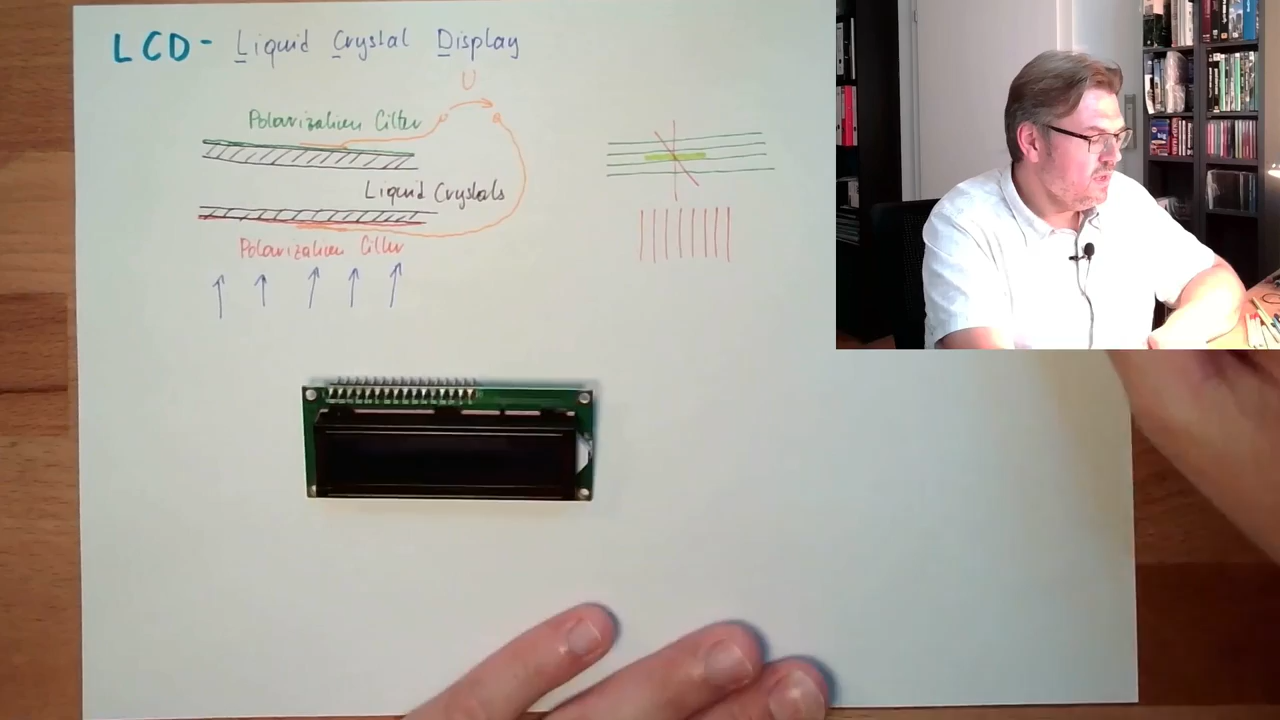 LCD - Liquid Crystal Display
U
Polarization Filter
Liquid Crystals
Polarization Filter